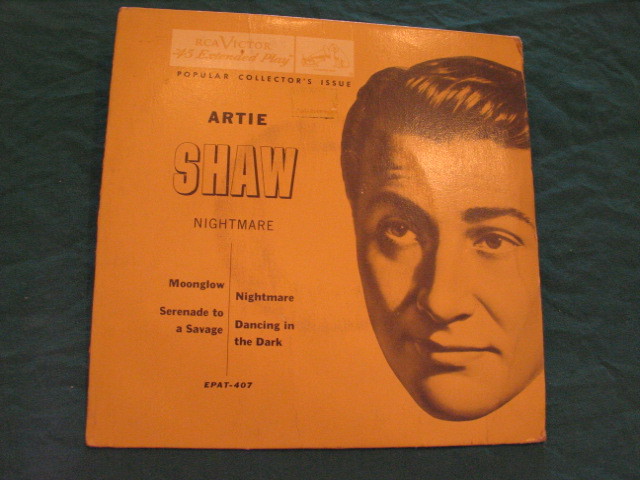 RCA VICTOR
"45 Extended Play"
POPULAR COLLECTOR'S ISSUE
ARTIE
SHAW
NIGHTMARE
Moonglow
Serenade to
a Savage
Nightmare
Dancing in
the Dark
EPAT-407